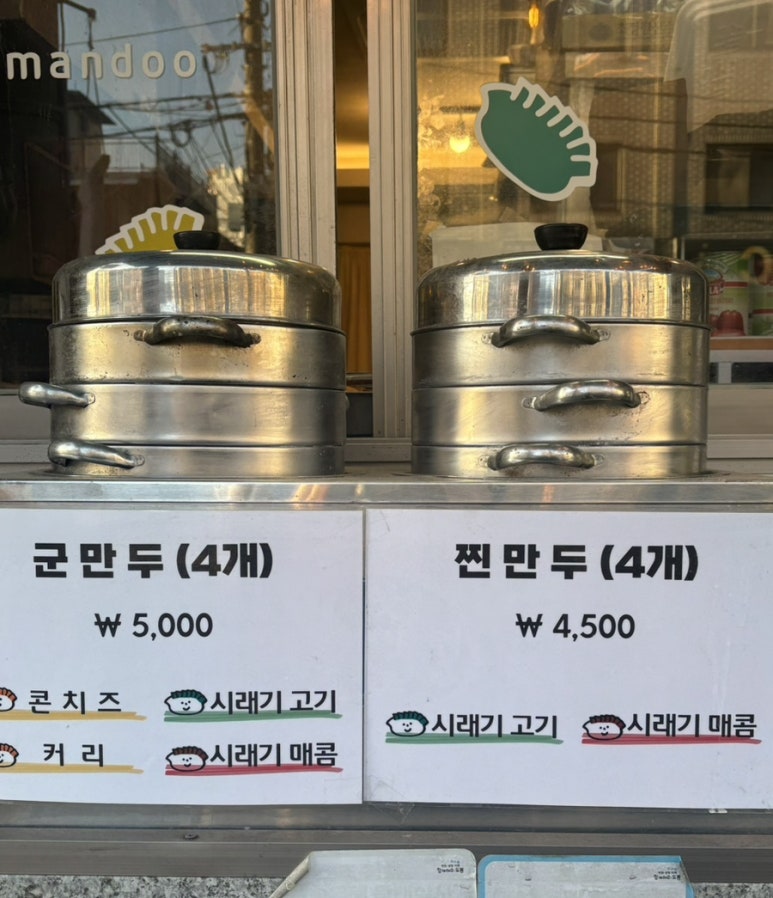 mandoo
군만두 (4개)
₩ 5,000
콘치즈
시래기 고기
커리
시래기 매콤
찐만두 (4개)
₩ 4,500
시래기 고기
시래기 매콤